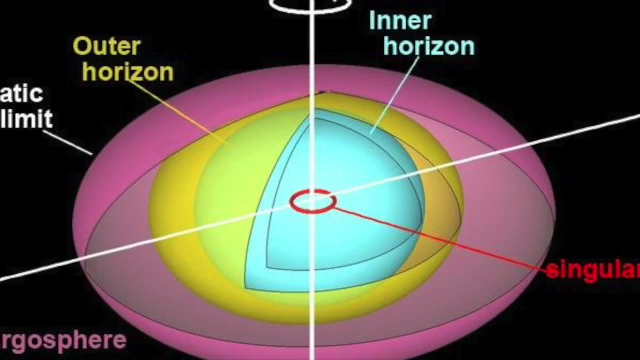 Inner
horizon
Outer
horizon
atic
limit
singular
rgosphere